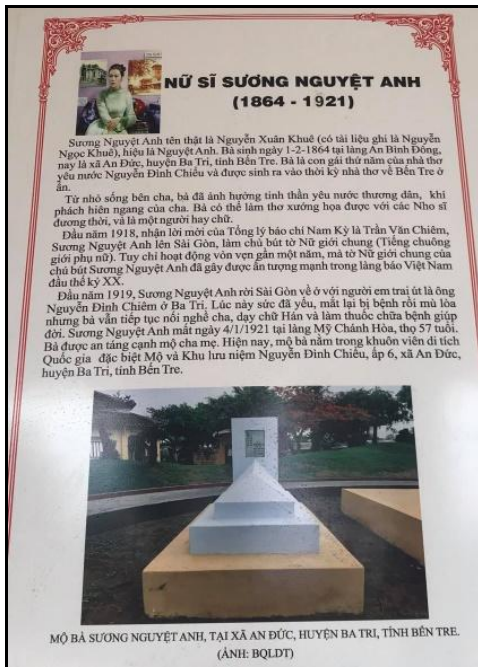 NỮ SĨ SƯƠNG NGUYỆT ANH
(1864 - 1921)
Sương Nguyệt Anh tên thật là Nguyễn Xuân Khuê (có tài liệu ghi là Nguyễn
Ngọc Khuê), hiệu là Nguyệt Anh. Bà sinh ngày 1-2-1864 tại làng An Bình Đông,
nay là xã An Đức, huyện Ba Tri, tỉnh Bến Tre. Bà là con gái thứ năm của nhà thơ
yêu nước Nguyễn Đình Chiểu và được sinh ra vào thời kỳ nhà thơ về Bến Tre ở
ẩn.
Từ nhỏ sống bên cha, bà đã ảnh hưởng tinh thần yêu nước thương dân, khí
phách hiên ngang của cha. Bà có thể làm thơ xướng họa được với các Nho sĩ
đương thời, và là một người hay chữ.
Đầu năm 1918, nhận lời mời của Tổng lý báo chí Nam Kỳ là Trần Văn Chiêm,
Sương Nguyệt Anh lên Sài Gòn, làm chủ bút tờ Nữ giới chung (Tiếng chuông
giới phụ nữ). Tuy chỉ hoạt động vỏn vẹn gần một năm, mà tờ Nữ giới chung của
chủ bút Sương Nguyệt Anh đã gây được ấn tượng mạnh trong làng báo Việt Nam
đầu thế kỷ XX.
Đầu năm 1919, Sương Nguyệt Anh rời Sài Gòn về ở với người em trai út là ông
Nguyễn Đình Chiêm ở Ba Tri. Lúc này sức đã yếu, mắt lại bị bệnh rồi mù lòa
nhưng bà vẫn tiếp tục nối nghề cha, dạy chữ Hán và làm thuốc chữa bệnh giúp
đời. Sương Nguyệt Anh mất ngày 4/1/1921 tại làng Mỹ Chánh Hòa, thọ 57 tuổi.
Bà được an táng cạnh mộ cha mẹ. Hiện nay, mộ bà nằm trong khuôn viên di tích
Quốc gia đặc biệt Mộ và Khu lưu niệm Nguyễn Đình Chiểu, ấp 6, xã An Đức,
huyện Ba Tri, tỉnh Bến Tre.
MỘ BÀ SƯƠNG NGUYỆT ANH, TẠI XÃ AN ĐỨC, HUYỆN BA TRI, TỈNH BẾN TRE.
(ẢNH: BQLDT)